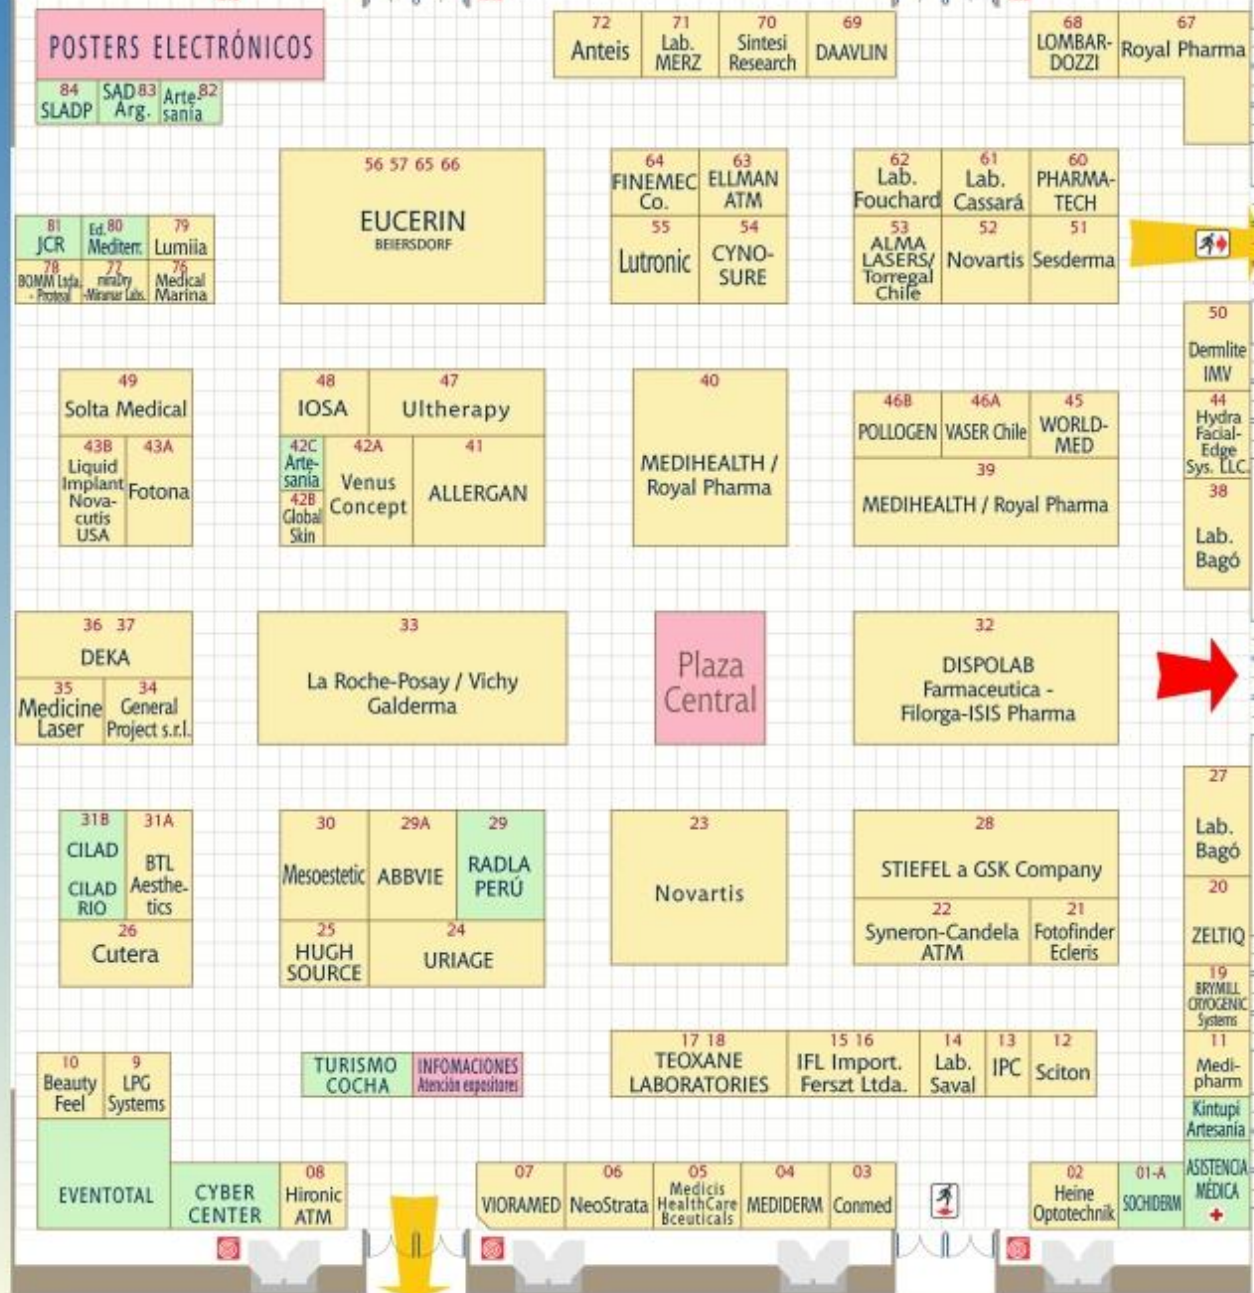 POSTERS ELECTRÓNICOS
84
SLADP
SAD 83
Arg.
82
Arte-
sanía
72
Anteis
71
Lab.
MERZ
70
Sintesi
Research
69
DAAVLIN
68
LOMBAR-
DOZZI
67
Royal Pharma
56 57 65 66
EUCERIN
BEIERSDORF
64
FINEMEC
Co.
63
ELLMAN
ATM
62
Lab.
Fouchard
61
Lab.
Cassará
60
PHARMA-
TECH
55
Lutronic
54
CYNO-
SURE
53
ALMA
LASERS/
Torregal
Chile
52
Novartis
51
Sesderma
81
JCR
Ed. 80
Mediterr.
79
Lumiia
78
BOMM Ltda.
- Proteal
77
miraDry
-Miramar Labs.
76
Medical
Marina
50
Dermlite
IMV
49
Solta Medical
43B
Liquid
Implant
Nova-
cutis
USA
43A
Fotona
48
IOSA
47
Ultherapy
42C
Arte-
sanía
42B
Global
Skin
42A
Venus
Concept
41
ALLERGAN
40
MEDIHEALTH /
Royal Pharma
46B
POLLOGEN
46A
VASER Chile
45
WORLD-
MED
39
MEDIHEALTH / Royal Pharma
44
Hydra
Facial-
Edge
Sys. LLC.
38
Lab.
Bagó
36 37
DEKA
35
Medicine
Laser
34
General
Project s.r.l.
33
La Roche-Posay / Vichy
Galderma
Plaza
Central
32
DISPOLAB
Farmaceutica -
Filorga-ISIS Pharma
27
Lab.
Bagó
31B
CILAD
CILAD
RIO
31A
BTL
Aesthe-
tics
26
Cutera
30
Mesoestetic
29A
ABBVIE
29
RADLA
PERÚ
25
HUGH
SOURCE
24
URIAGE
23
Novartis
28
STIEFEL a GSK Company
22
Syneron-Candela
ATM
21
Fotofinder
Ecleris
20
ZELTIQ
19
BRYMILL
CRYOGENIC
Systems
10
Beauty
Feel
9
LPG
Systems
TURISMO
COCHA
INFOMACIONES
Atención expositores
17 18
TEOXANE
LABORATORIES
15 16
IFL Import.
Ferszt Ltda.
14
Lab.
Saval
13
IPC
12
Sciton
11
Medi-
pharm
Kintupi
Artesanía
EVENTOTAL
CYBER
CENTER
08
Hironic
ATM
07
VIORAMED
06
NeoStrata
05
Medicis
HealthCare
Bceuticals
04
MEDIDERM
03
Conmed
02
Heine
Optotechnik
01-A
SOCHIDERM
ASISTENCIA
MÉDICA